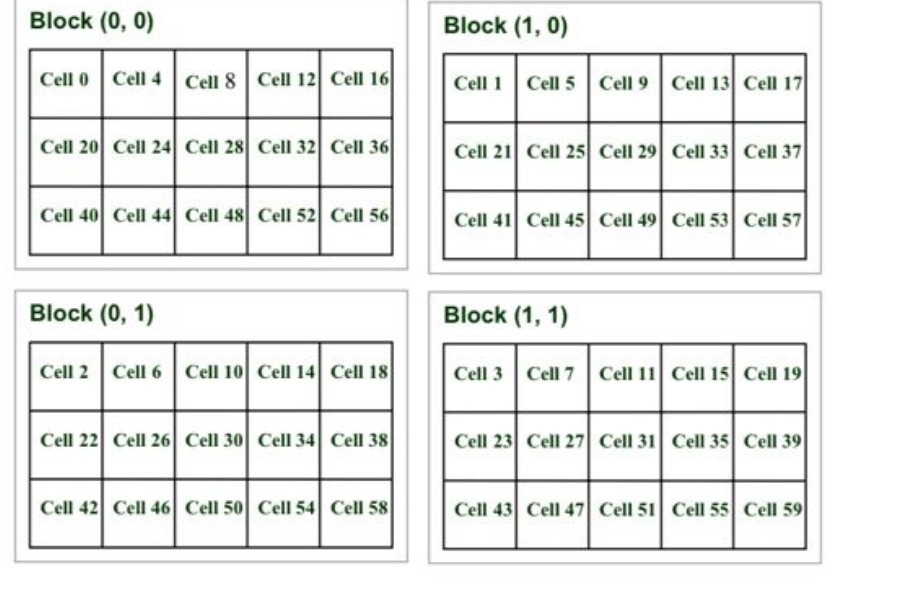 Block (0, 0)
Cell 0 Cell 4 Cell 8 Cell 12 Cell 16
Cell 20 Cell 24 Cell 28 Cell 32 Cell 36
Cell 40 Cell 44 Cell 48 Cell 52 Cell 56
Block (1, 0)
Cell 1 Cell 5 Cell 9 Cell 13 Cell 17
Cell 21 Cell 25 Cell 29 Cell 33 Cell 37
Cell 41 Cell 45 Cell 49 Cell 53 Cell 57
Block (0, 1)
Cell 2 Cell 6 Cell 10 Cell 14 Cell 18
Cell 22 Cell 26 Cell 30 Cell 34 Cell 38
Cell 42 Cell 46 Cell 50 Cell 54 Cell 58
Block (1, 1)
Cell 3 Cell 7 Cell 11 Cell 15 Cell 19
Cell 23 Cell 27 Cell 31 Cell 35 Cell 39
Cell 43 Cell 47 Cell 51 Cell 55 Cell 59